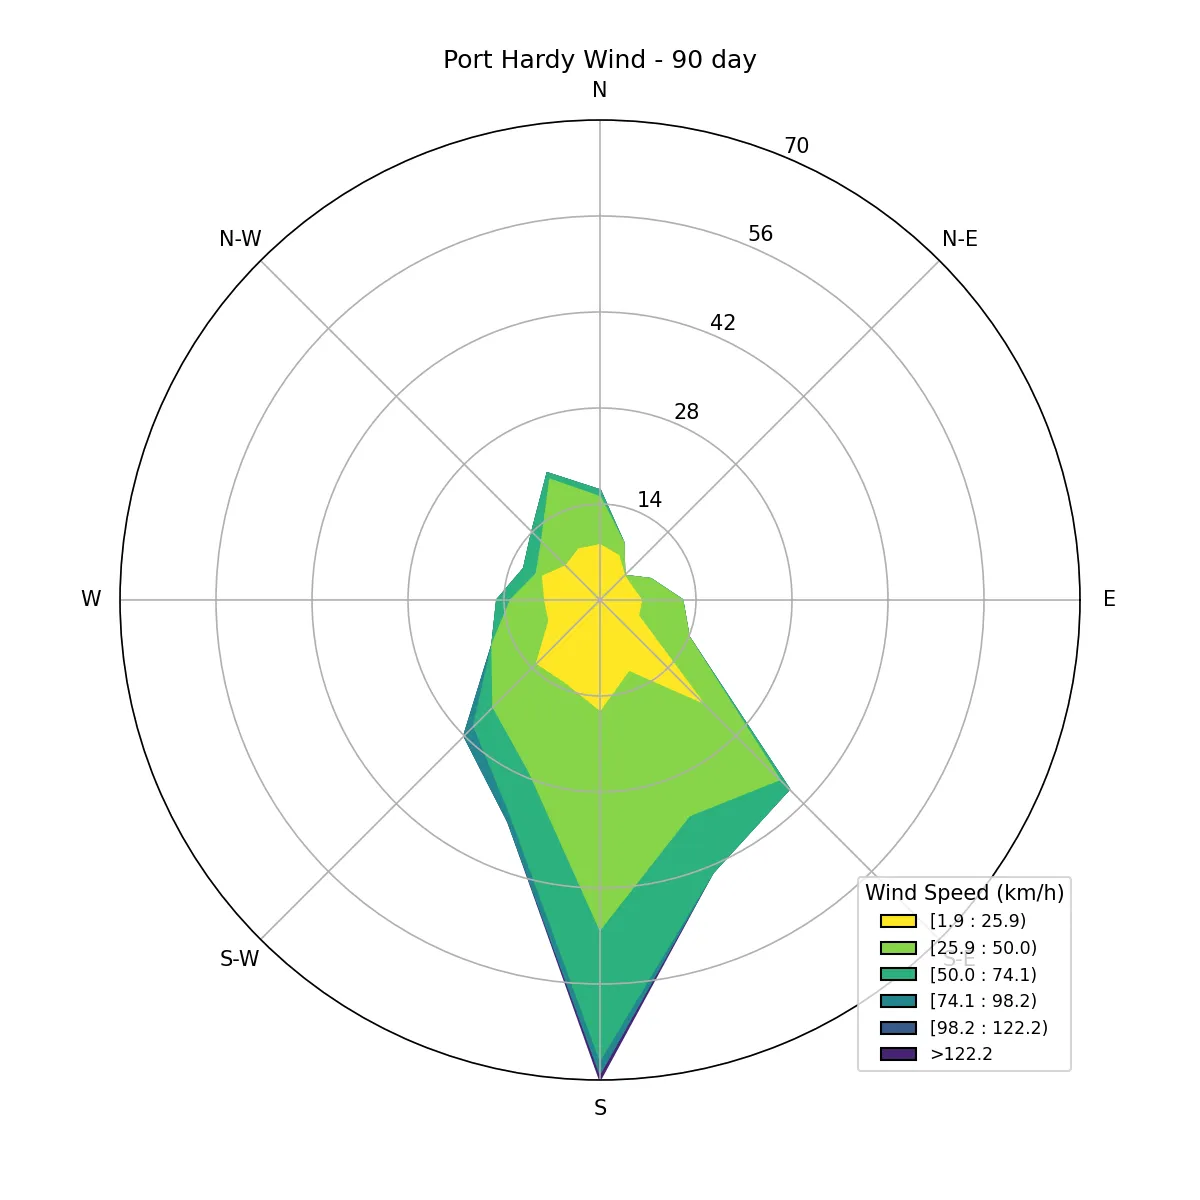 Port Hardy Wind - 90 day
N
70
N-W
56
N-E
42
28
14
W
E
Wind Speed (km/h)
[1.9 : 25.9)
[25.9 : 50.0)
S-W
S-E
[50.0 : 74.1)
[74.1 : 98.2)
[98.2 : 122.2)
>122.2
S